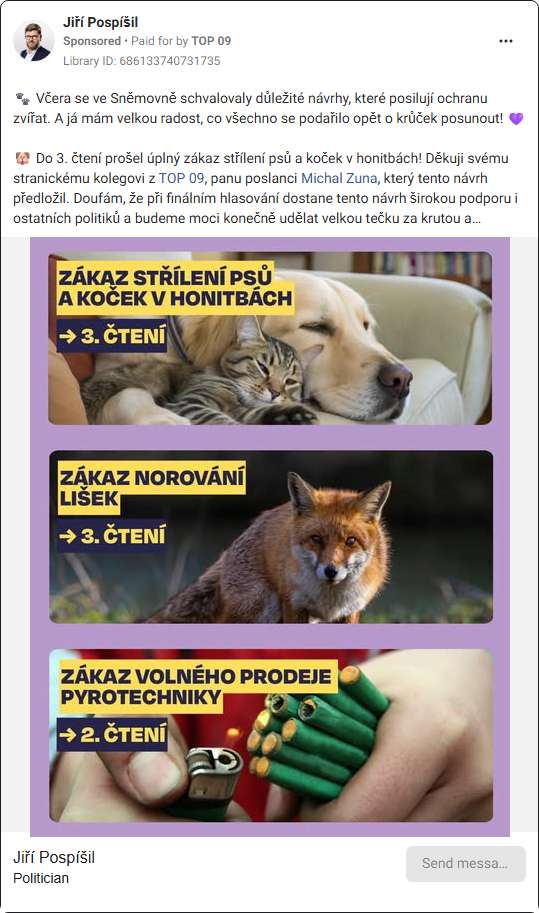 Jiří Pospíšil
Sponsored • Paid for by TOP 09
Library ID: 686133740731735
🐾 Včera se ve Sněmovně schvalovaly důležité návrhy, které posilují ochranu
zvířat. A já mám velkou radost, co všechno se podařilo opět o krůček posunout! 💜
🐶 Do 3. čtení prošel úplný zákaz střílení psů a koček v honitbách! Děkuji svému
stranickému kolegovi z TOP 09, panu poslanci Michal Zuna, který tento návrh
předložil. Doufám, že při finálním hlasování dostane tento návrh širokou podporu i
ostatních politiků a budeme moci konečně udělat velkou tečku za krutou a...
ZÁKAZ STŘÍLENÍ PSŮ
A KOČEK V HONITBÁCH
→ 3. ČTENÍ
ZÁKAZ NOROVÁNÍ
LIŠEK
→ 3. ČTENÍ
ZÁKAZ VOLNÉHO PRODEJE
PYROTECHNIKY
→ 2. ČTENÍ
Jiří Pospíšil
Politician
Send messa...